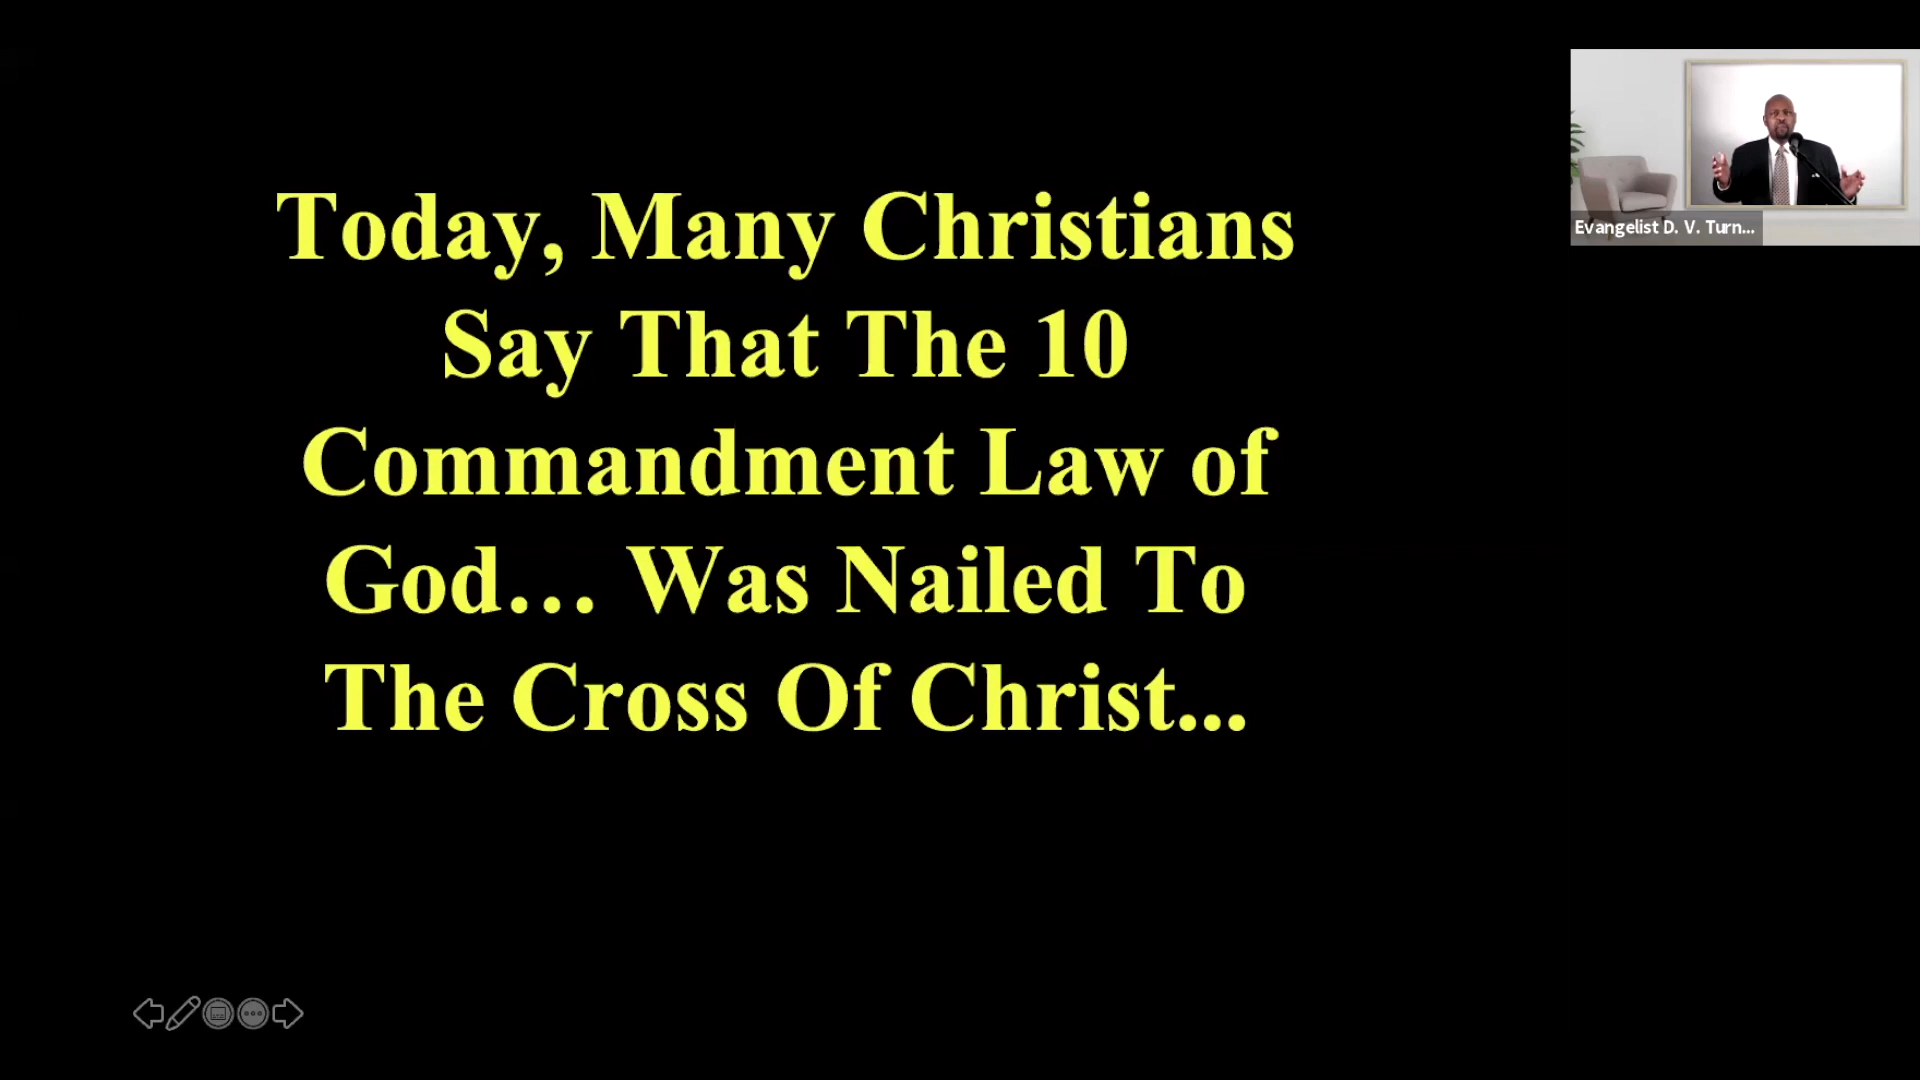 Today, Many Christians
Say That The 10
Commandment Law of
God… Was Nailed To
The Cross Of Christ...
Evangelist D. V. Turn...